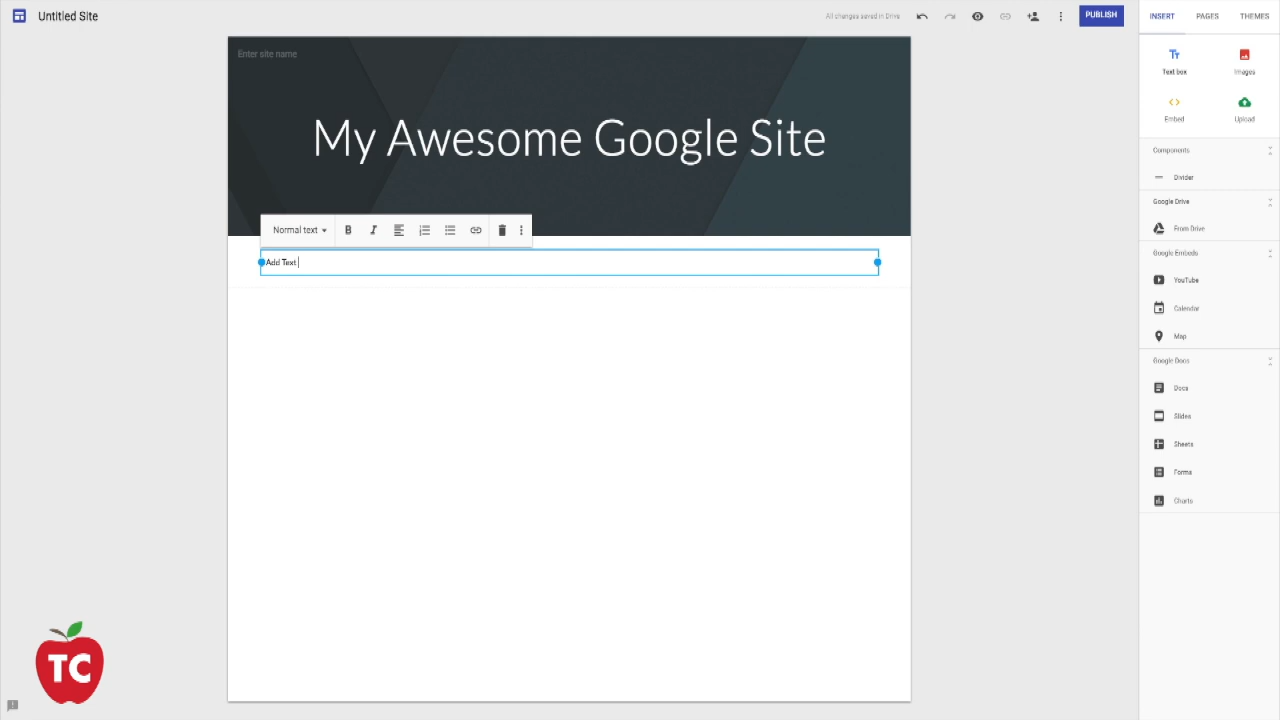 Untitled Site
All changes saved in Drive
PUBLISH
INSERT PAGES THEMES
Enter site name
My Awesome Google Site
Normal text B I
Add Text
Text box Images
Embed Upload
Components
Divider
Google Drive
From Drive
Google Embeds
YouTube
Calendar
Map
Google Docs
Docs
Slides
Sheets
Forms
Charts
TC